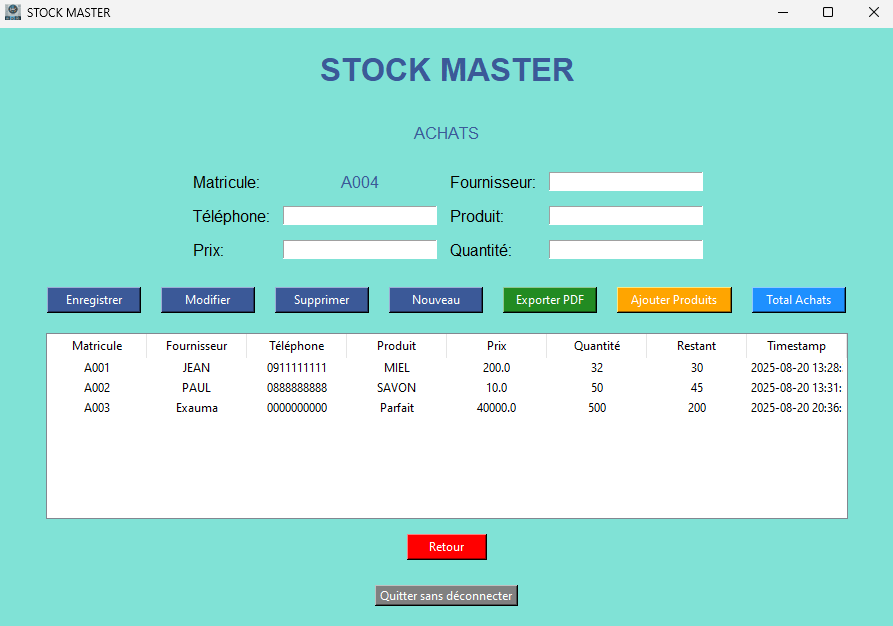 STOCK MASTER
STOCK MASTER
ACHATS
Matricule: A004 Fournisseur:
Téléphone: Produit:
Prix: Quantité:
Enregistrer Modifier Supprimer Nouveau Exporter PDF Ajouter Produits Total Achats
Matricule Fournisseur Téléphone Produit Prix Quantité Restant Timestamp
A001 JEAN 0911111111 MIEL 200.0 32 30 2025-08-20 13:28:
A002 PAUL 0888888888 SAVON 10.0 50 45 2025-08-20 13:31:
A003 Exauma 0000000000 Parfait 40000.0 500 200 2025-08-20 20:36:
Retour
Quitter sans déconnecter